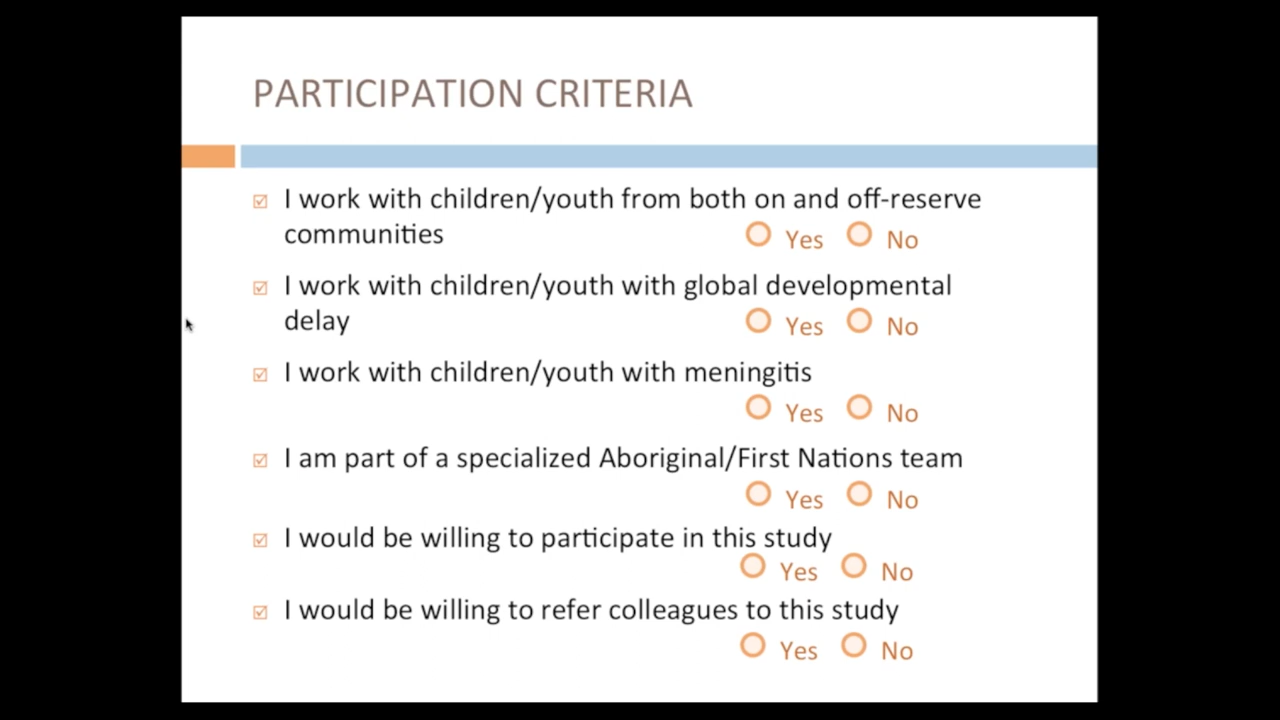 PARTICIPATION CRITERIA
I work with children/youth from both on and off-reserve
communities
Yes No
I work with children/youth with global developmental
delay
Yes No
I work with children/youth with meningitis
Yes No
I am part of a specialized Aboriginal/First Nations team
Yes No
I would be willing to participate in this study
Yes No
I would be willing to refer colleagues to this study
Yes No